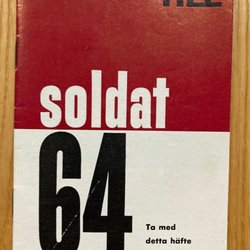 soldat
64
Ta med
detta häfte